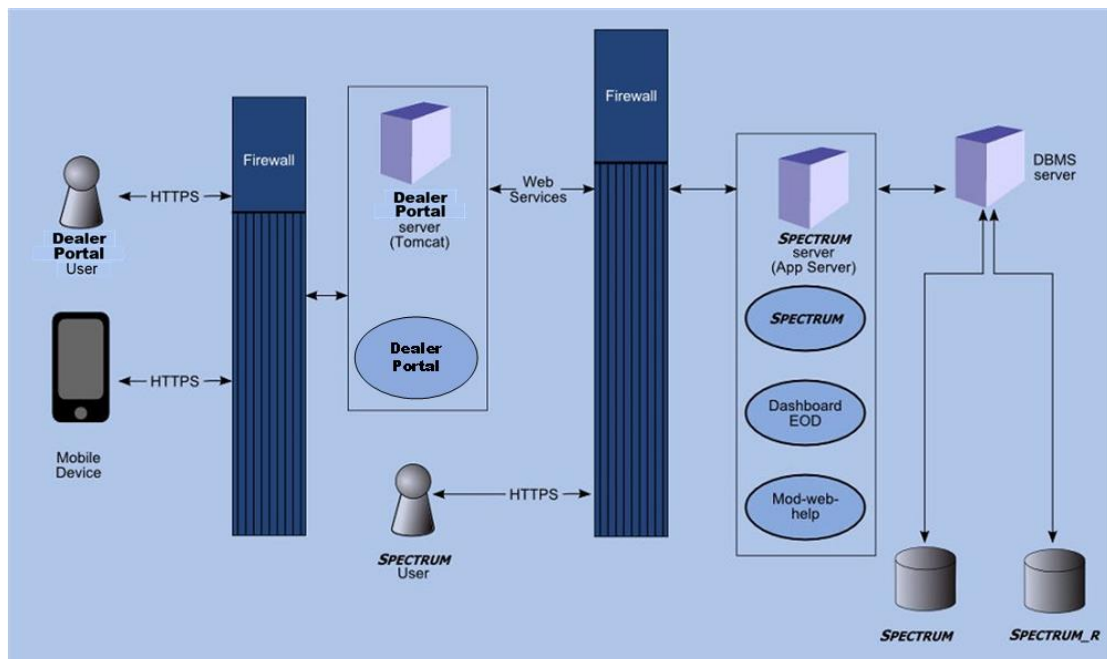 Firewall
Firewall
HTTPS
Dealer
Portal
User
HTTPS
Mobile
Device
Dealer
Portal
server
(Tomcat)
Dealer
Portal
Web
Services
HTTPS
SPECTRUM
User
SPECTRUM
server
(App Server)
SPECTRUM
Dashboard
EOD
Mod-web-
help
DBMS
server
SPECTRUM
SPECTRUM_R